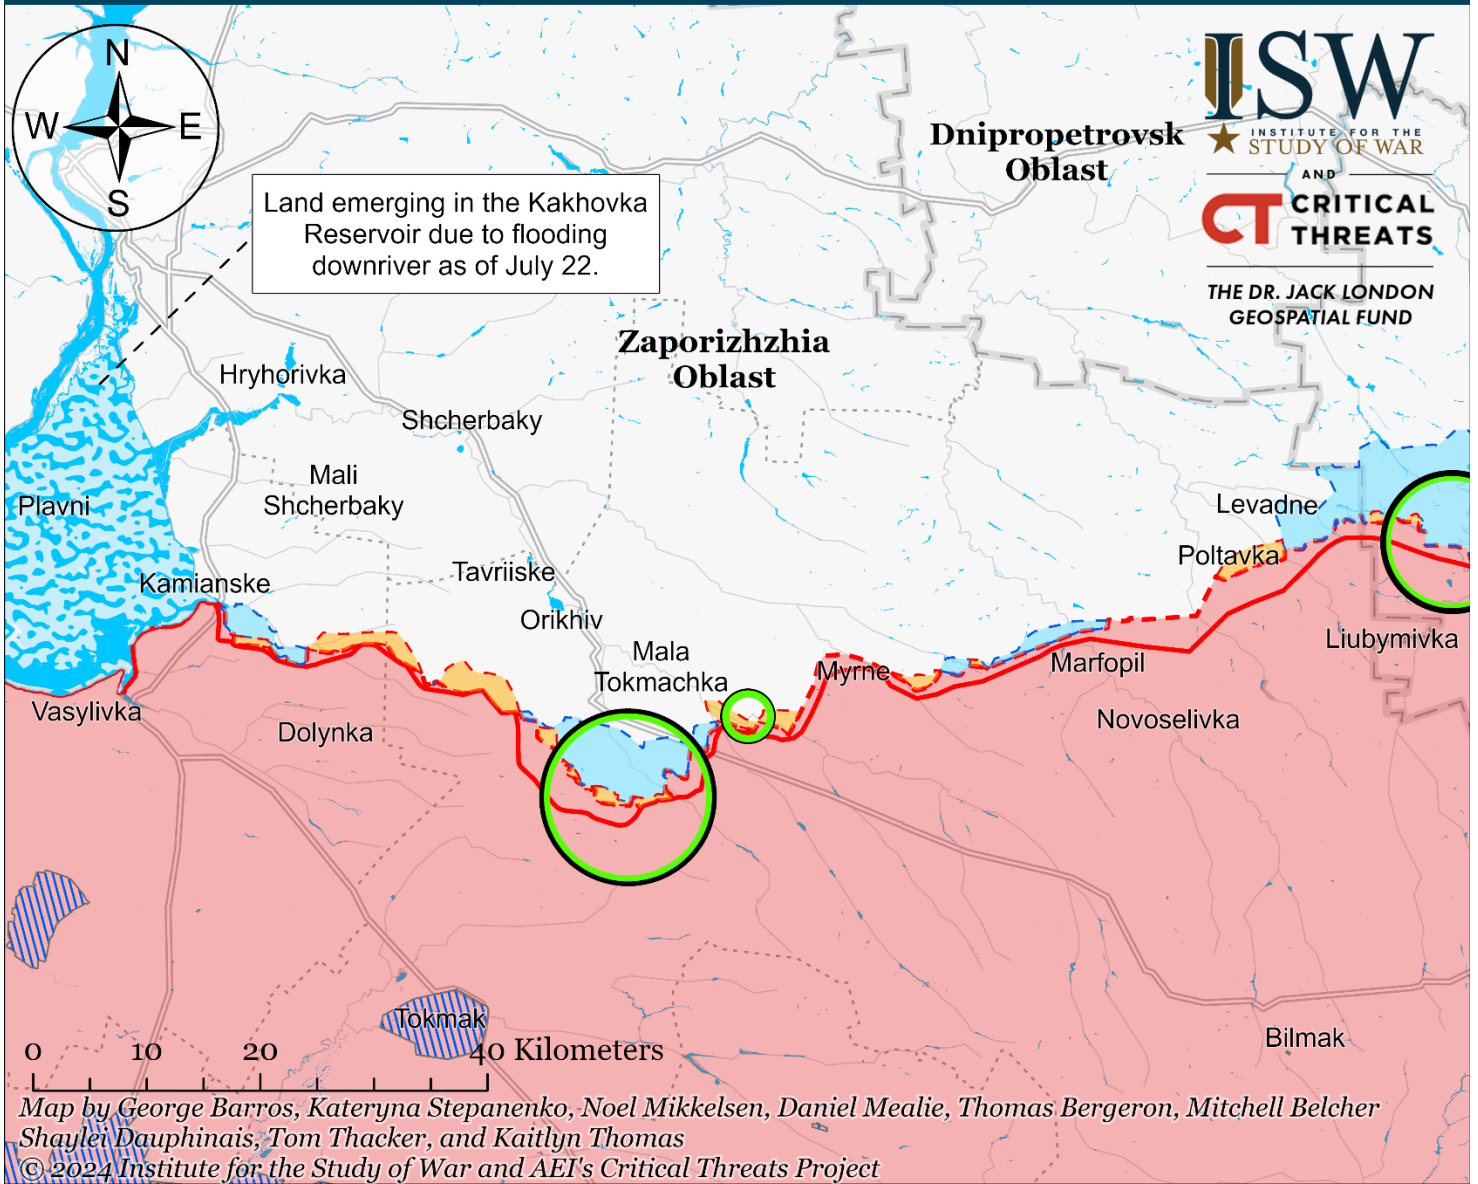 N
W
E
S
ISW
INSTITUTE FOR THE
STUDY OF WAR
AND
CT CRITICAL
THREATS
THE DR. JACK LONDON
GEOSPATIAL FUND
Dnipropetrovsk
Oblast
Land emerging in the Kakhovka
Reservoir due to flooding
downriver as of July 22.
Zaporizhzhia
Oblast
Hryhorivka
Shcherbaky
Mali
Shcherbaky
Plavni
Levadne
Poltavka
Tavriiske
Kamianske
Orikhiv
Liubymivka
Mala
Tokmachka
Myrne
Marfopil
Vasylivka
Dolynka
Novoselivka
Tokmak
Bilmak
0 10 20 40 Kilometers
Map by George Barros, Kateryna Stepanenko, Noel Mikkelsen, Daniel Mealie, Thomas Bergeron, Mitchell Belcher
Shaylei Dauphinais, Tom Thacker, and Kaitlyn Thomas
© 2024 Institute for the Study of War and AEI's Critical Threats Project